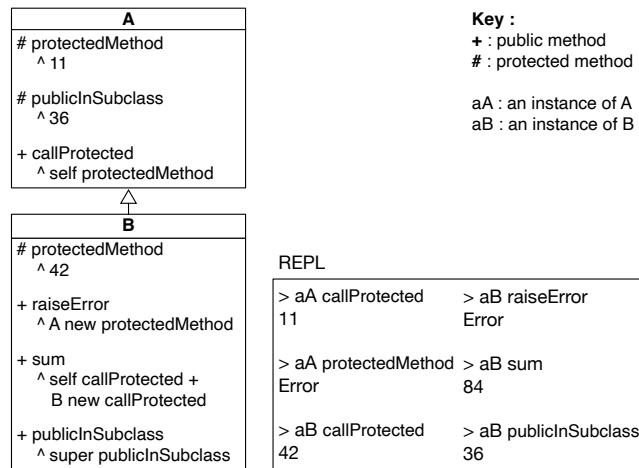 A
# protectedMethod
^ 11
# publicInSubclass
^ 36
+ callProtected
^ self protectedMethod
B
# protectedMethod
^ 42
+ raiseError
^ A new protectedMethod
+ sum
^ self callProtected +
B new callProtected
+ publicInSubclass
^ super publicInSubclass
Key :
+ : public method
# : protected method
aA : an instance of A
aB : an instance of B
REPL
> aA callProtected
11
> aA protectedMethod
Error
> aB callProtected
42
> aB raiseError
Error
> aB sum
84
> aB publicInSubclass
36